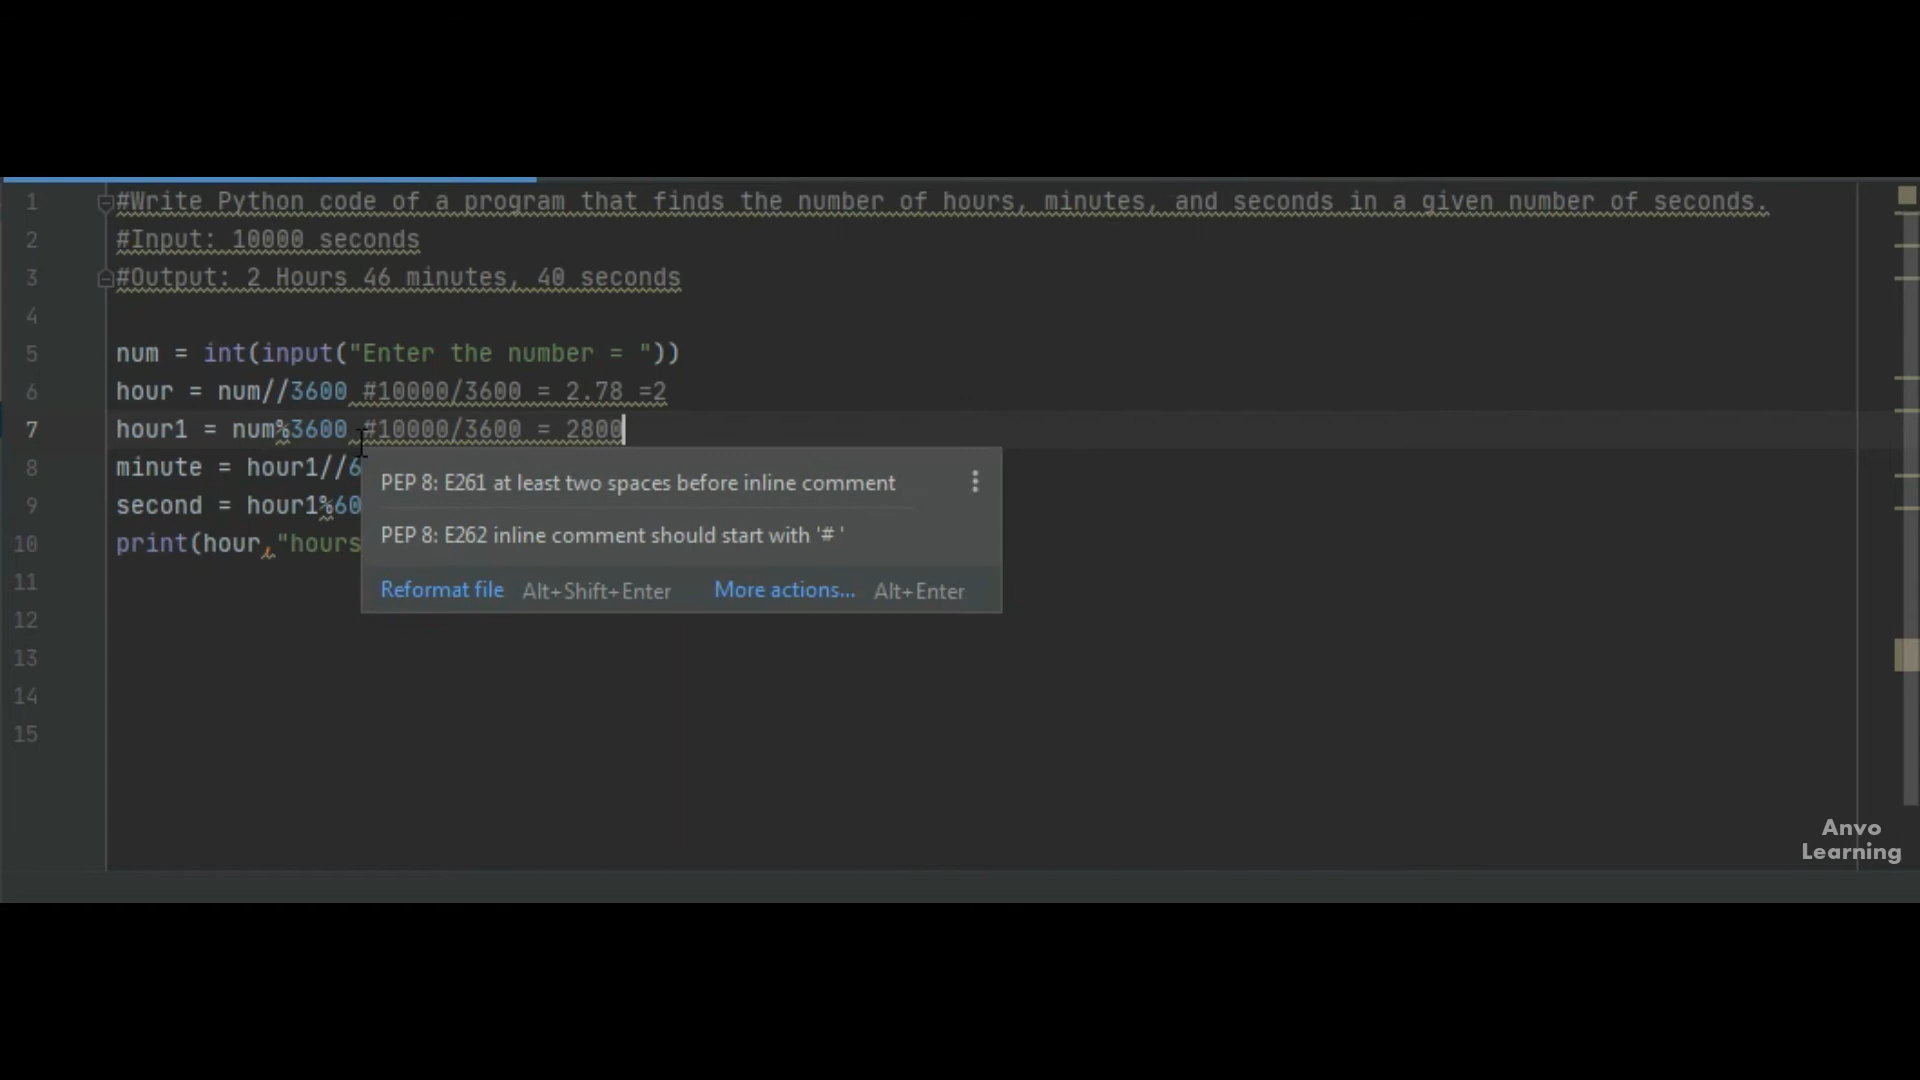 1 #Write Python code of a program that finds the number of hours, minutes, and seconds in a given number of seconds.
2 #Input: 10000 seconds
3 #Output: 2 Hours 46 minutes, 40 seconds
4
5 num = int(input("Enter the number = "))
6 hour = num//3600 #10000/3600 = 2.78 =2
7 hour1 = num%3600 #10000/3600 = 2800
8 minute = hour1//6
9 second = hour1%60
10 print(hour,"hours
11
12
13
14
15
PEP 8: E261 at least two spaces before inline comment
PEP 8: E262 inline comment should start with '# '
Reformat file Alt+Shift+Enter More actions... Alt+Enter
Anvo
Learning